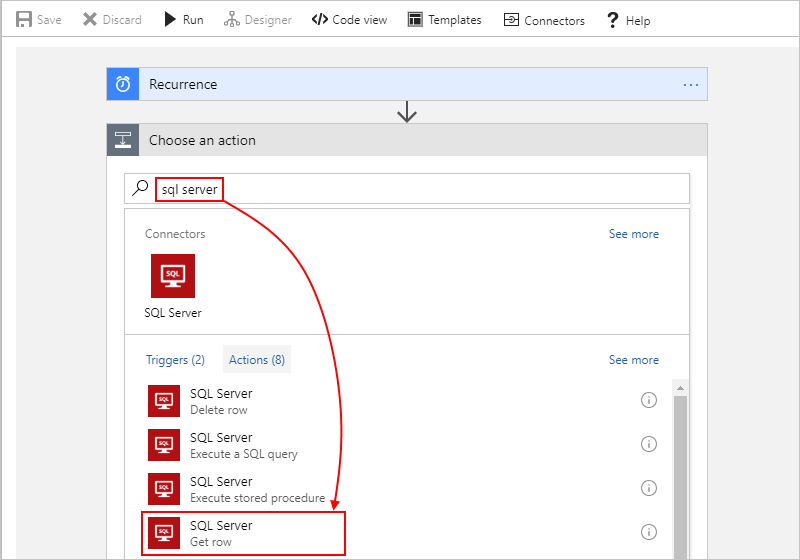 Save Discard Run Designer Code view Templates Connectors ? Help
Recurrence ...
Choose an action
sql server
Connectors See more
SQL
SQL Server
Triggers (2) Actions (8) See more
SQL SQL Server
Delete row
SQL SQL Server
Execute a SQL query
SQL SQL Server
Execute stored procedure
SQL SQL Server
Get row